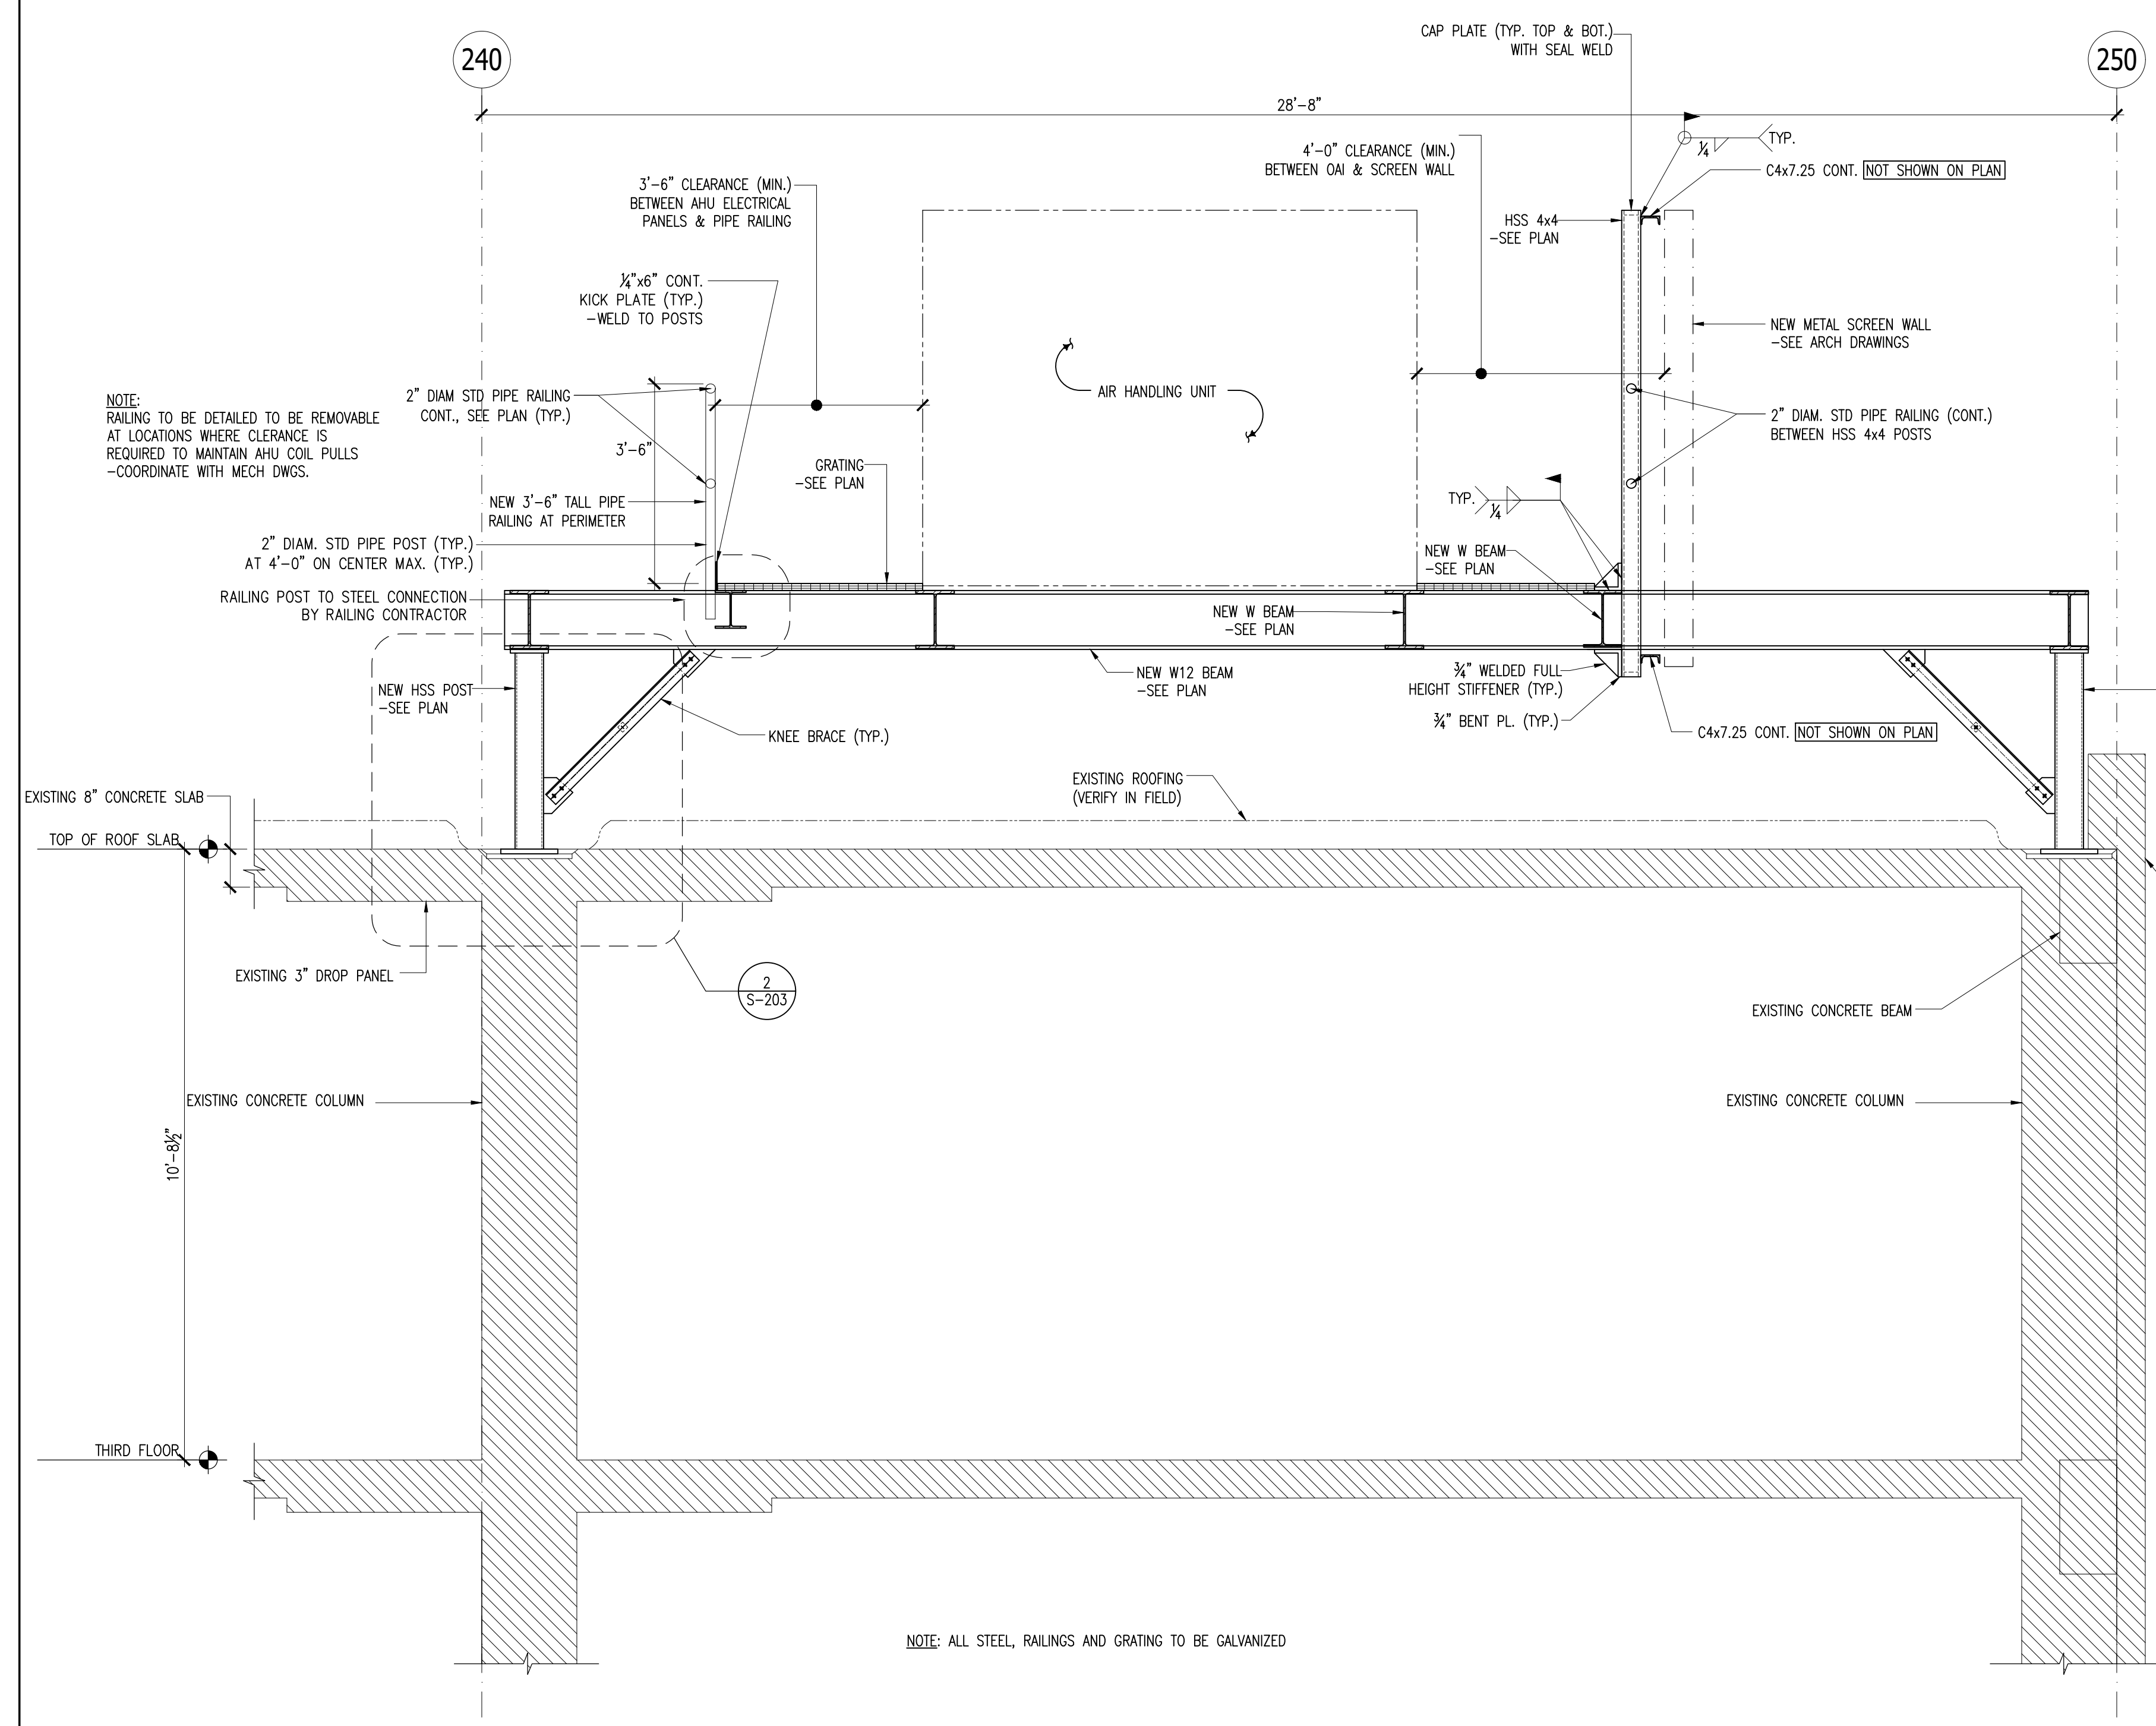 240
250
CAP PLATE (TYP. TOP & BOT.)
WITH SEAL WELD
28'-8"
TYP.
1/4
4'-0" CLEARANCE (MIN.)
BETWEEN OAI & SCREEN WALL
C4x7.25 CONT. NOT SHOWN ON PLAN
3'-6" CLEARANCE (MIN.)
BETWEEN AHU ELECTRICAL
PANELS & PIPE RAILING
HSS 4x4
-SEE PLAN
1/4"x6" CONT.
KICK PLATE (TYP.)
-WELD TO POSTS
NEW METAL SCREEN WALL
-SEE ARCH DRAWINGS
NOTE:
RAILING TO BE DETAILED TO BE REMOVABLE
AT LOCATIONS WHERE CLERANCE IS
REQUIRED TO MAINTAIN AHU COIL PULLS
-COORDINATE WITH MECH DWGS.
2" DIAM STD PIPE RAILING
CONT., SEE PLAN (TYP.)
AIR HANDLING UNIT
2" DIAM. STD PIPE RAILING (CONT.)
BETWEEN HSS 4x4 POSTS
3'-6"
GRATING
-SEE PLAN
NEW 3'-6" TALL PIPE
RAILING AT PERIMETER
TYP.
1/4
2" DIAM. STD PIPE POST (TYP.)
AT 4'-0" ON CENTER MAX. (TYP.)
NEW W BEAM
-SEE PLAN
RAILING POST TO STEEL CONNECTION
BY RAILING CONTRACTOR
NEW W BEAM
-SEE PLAN
NEW W12 BEAM
-SEE PLAN
3/4" WELDED FULL
HEIGHT STIFFENER (TYP.)
NEW HSS POST
-SEE PLAN
3/4" BENT PL. (TYP.)
C4x7.25 CONT. NOT SHOWN ON PLAN
KNEE BRACE (TYP.)
EXISTING ROOFING
(VERIFY IN FIELD)
EXISTING 8" CONCRETE SLAB
TOP OF ROOF SLAB
EXISTING 3" DROP PANEL
2
S-203
EXISTING CONCRETE BEAM
EXISTING CONCRETE COLUMN
EXISTING CONCRETE COLUMN
10'-8 1/2"
THIRD FLOOR
NOTE: ALL STEEL, RAILINGS AND GRATING TO BE GALVANIZED